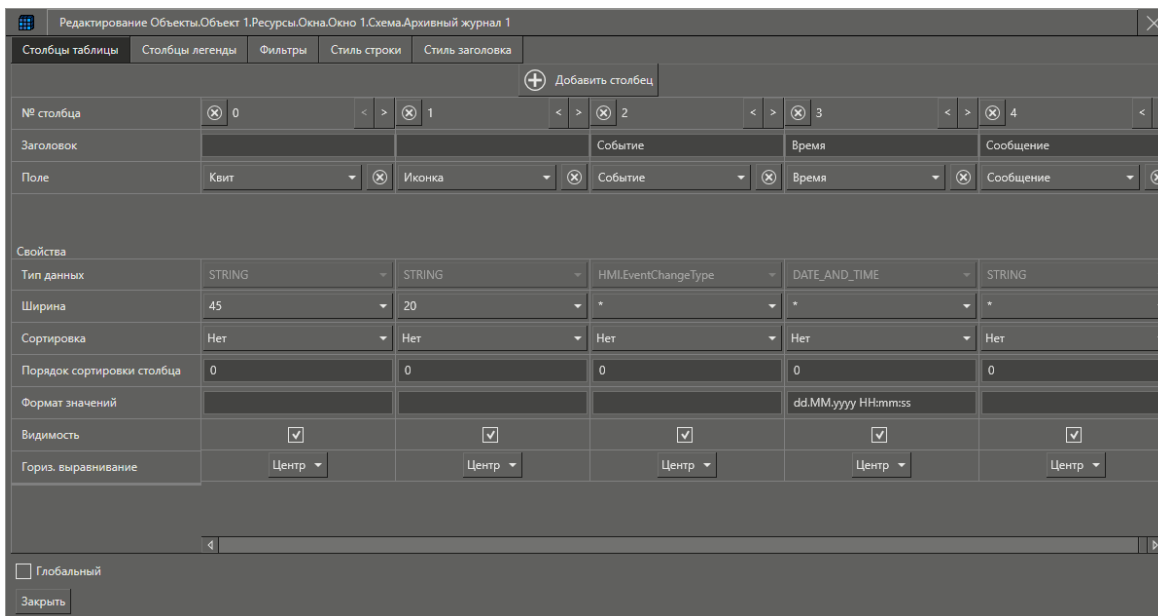 Редактирование Объекты.Объект 1.Ресурсы.Окна.Окно 1.Схема.Архивный журнал 1
Столбцы таблицы Столбцы легенды Фильтры Стиль строки Стиль заголовка
Добавить столбец
№ столбца 0 < > 1 < > 2 < > 3 < > 4 <
Заголовок Событие Время Сообщение
Поле Квит Иконка Событие Время Сообщение
Свойства
Тип данных STRING STRING HMI.EventChangeType DATE_AND_TIME STRING
Ширина 45 20 * * *
Сортировка Нет Нет Нет Нет Нет
Порядок сортировки столбца 0 0 0 0 0
Формат значений dd.MM.yyyy HH:mm:ss
Видимость
Гориз. выравнивание Центр Центр Центр Центр Центр
Глобальный
Закрыть